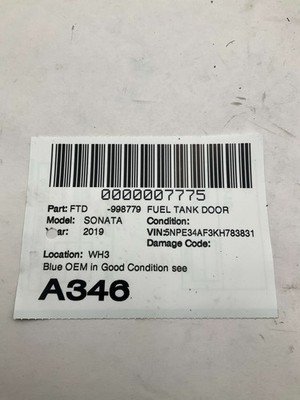 0000007775
Part: FTD -998779 FUEL TANK DOOR
Model: SONATA Condition:
Year: 2019 VIN:5NPE34AF3KH783831
Damage Code:
Location: WH3
Blue OEM in Good Condition see
A346